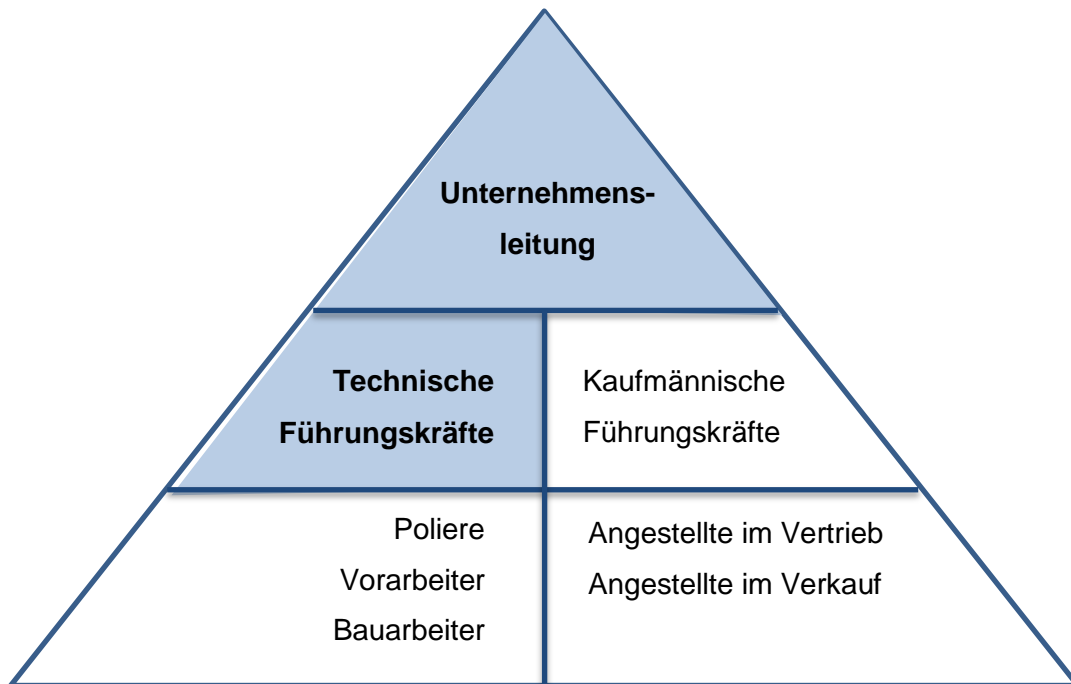 Unternehmens-
leitung
Technische
Führungskräfte
Kaufmännische
Führungskräfte
Poliere
Vorarbeiter
Bauarbeiter
Angestellte im Vertrieb
Angestellte im Verkauf